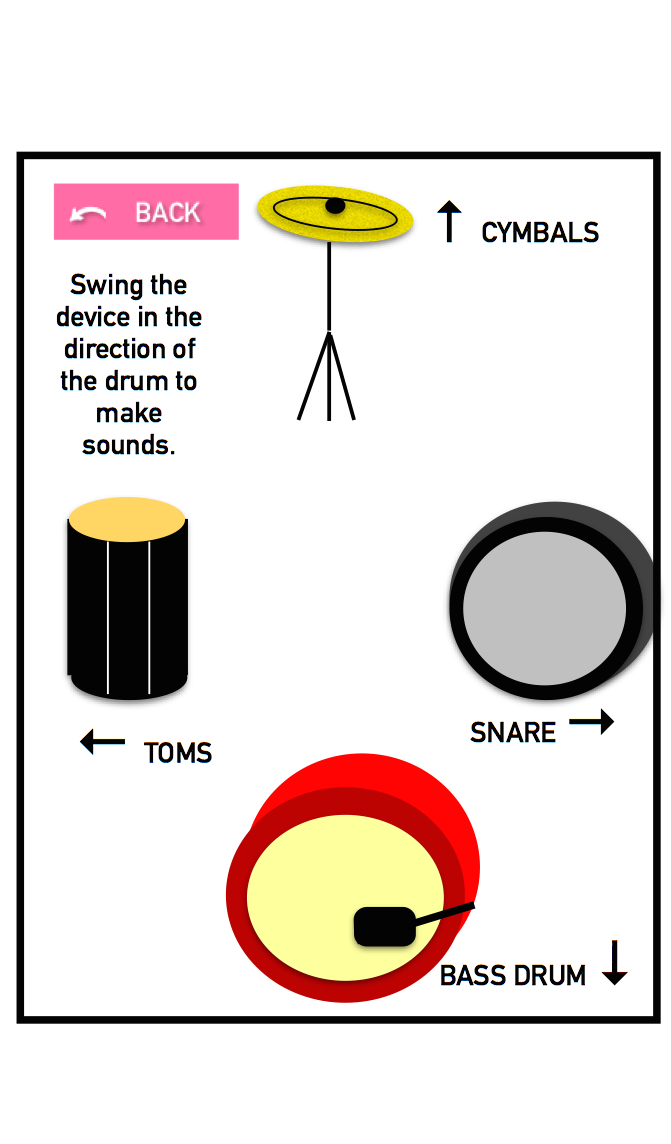 BACK
CYMBALS
Swing the
device in the
direction of
the drum to
make
sounds.
SNARE
TOMS
BASS DRUM